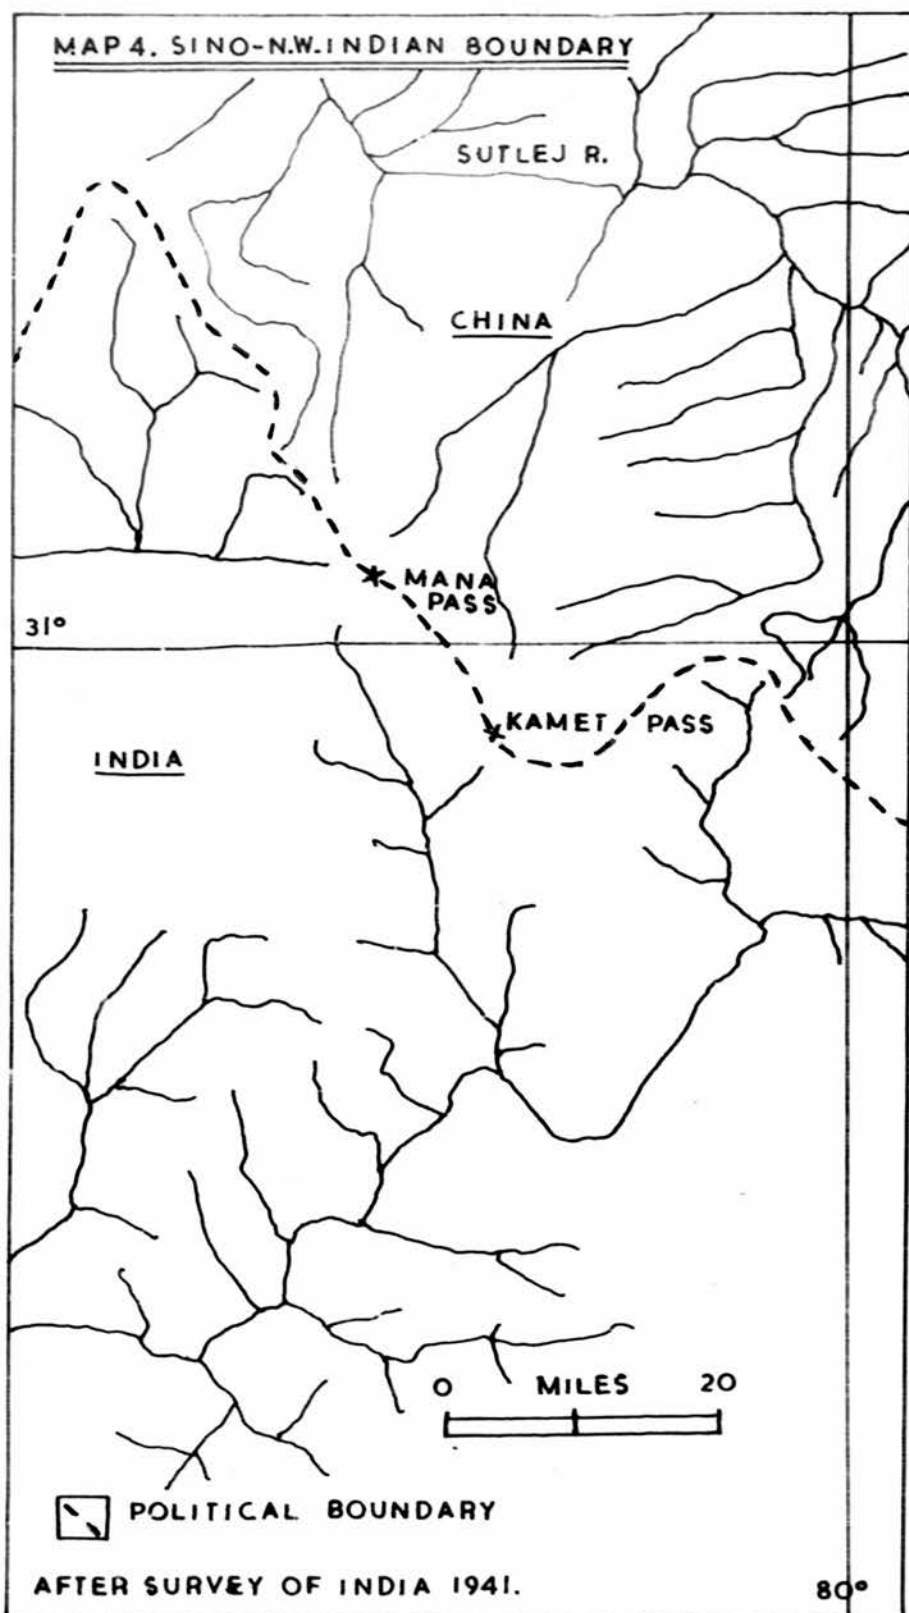 MAP 4. SINO-N.W. INDIAN BOUNDARY
SUTLEJ R.
CHINA
MANA
PASS
31°
KAMET PASS
INDIA
0 MILES 20
POLITICAL BOUNDARY
AFTER SURVEY OF INDIA 1941.
80°